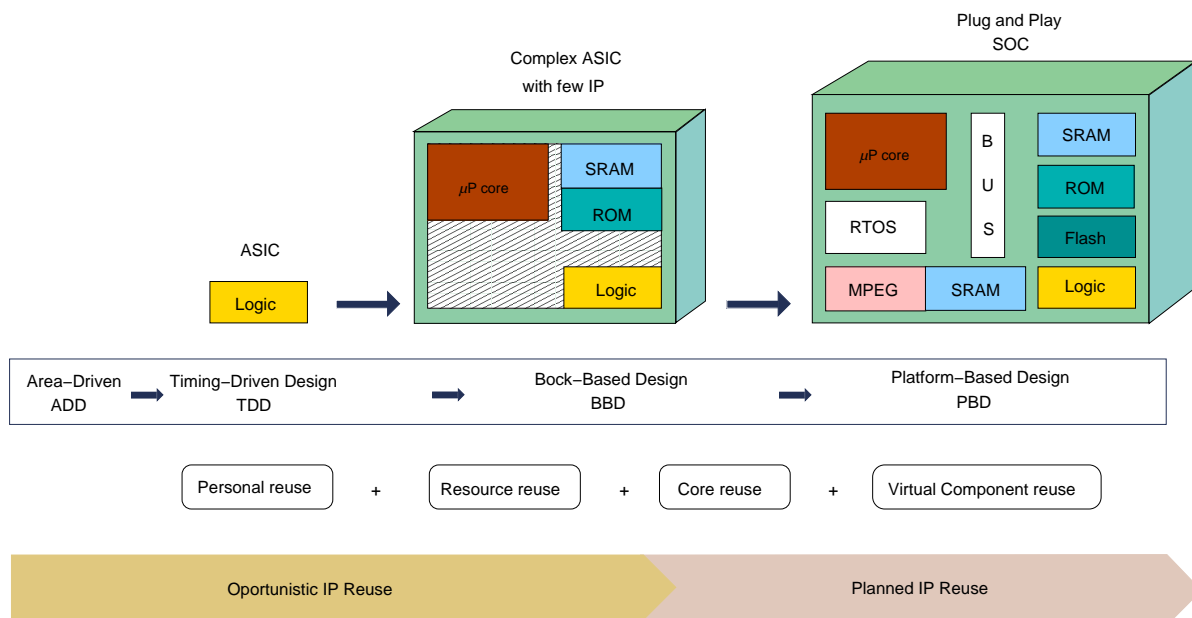 Plug and Play
SOC
Complex ASIC
with few IP
ASIC
Logic
μP core
SRAM
ROM
Logic
μP core
B
U
S
SRAM
ROM
RTOS
Flash
MPEG
SRAM
Logic
Area−Driven
ADD
Timing−Driven Design
TDD
Bock−Based Design
BBD
Platform−Based Design
PBD
Personal reuse + Resource reuse + Core reuse + Virtual Component reuse
Oportunistic IP Reuse
Planned IP Reuse